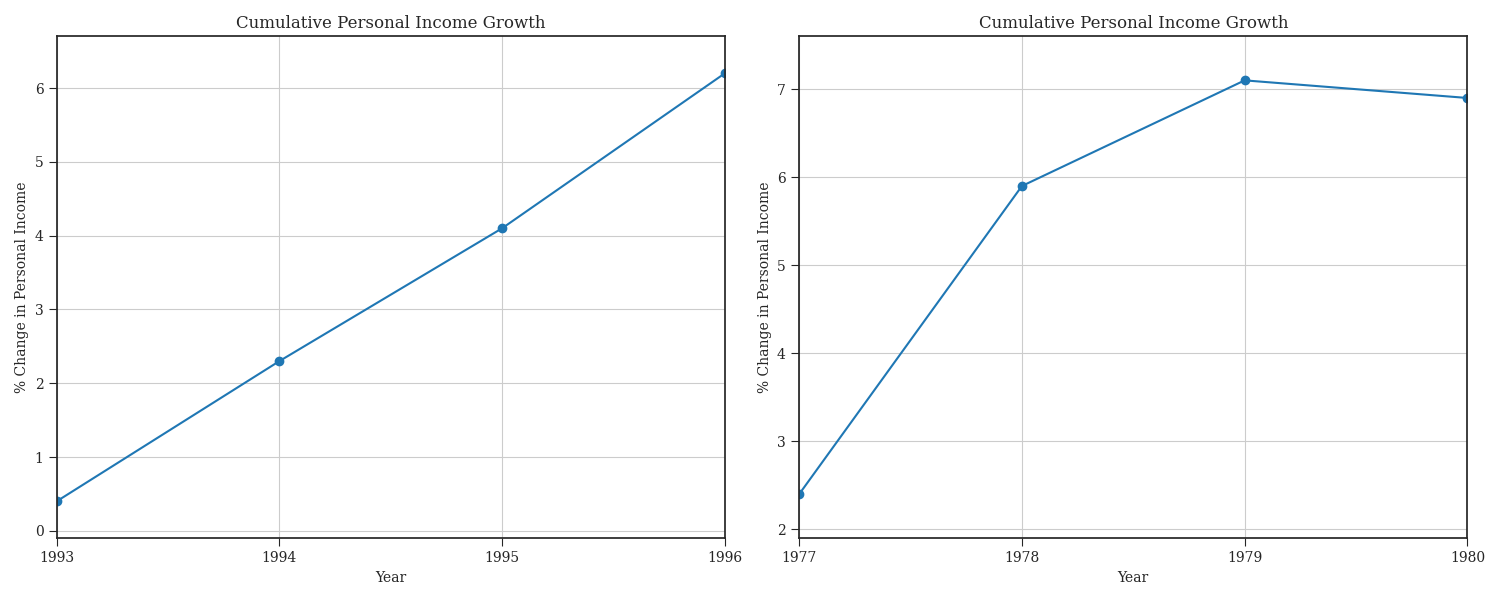 Cumulative Personal Income Growth
% Change in Personal Income
6
5
4
3
2
1
0
1993 1994 1995 1996
Year
Cumulative Personal Income Growth
% Change in Personal Income
7
6
5
4
3
2
1977 1978 1979 1980
Year